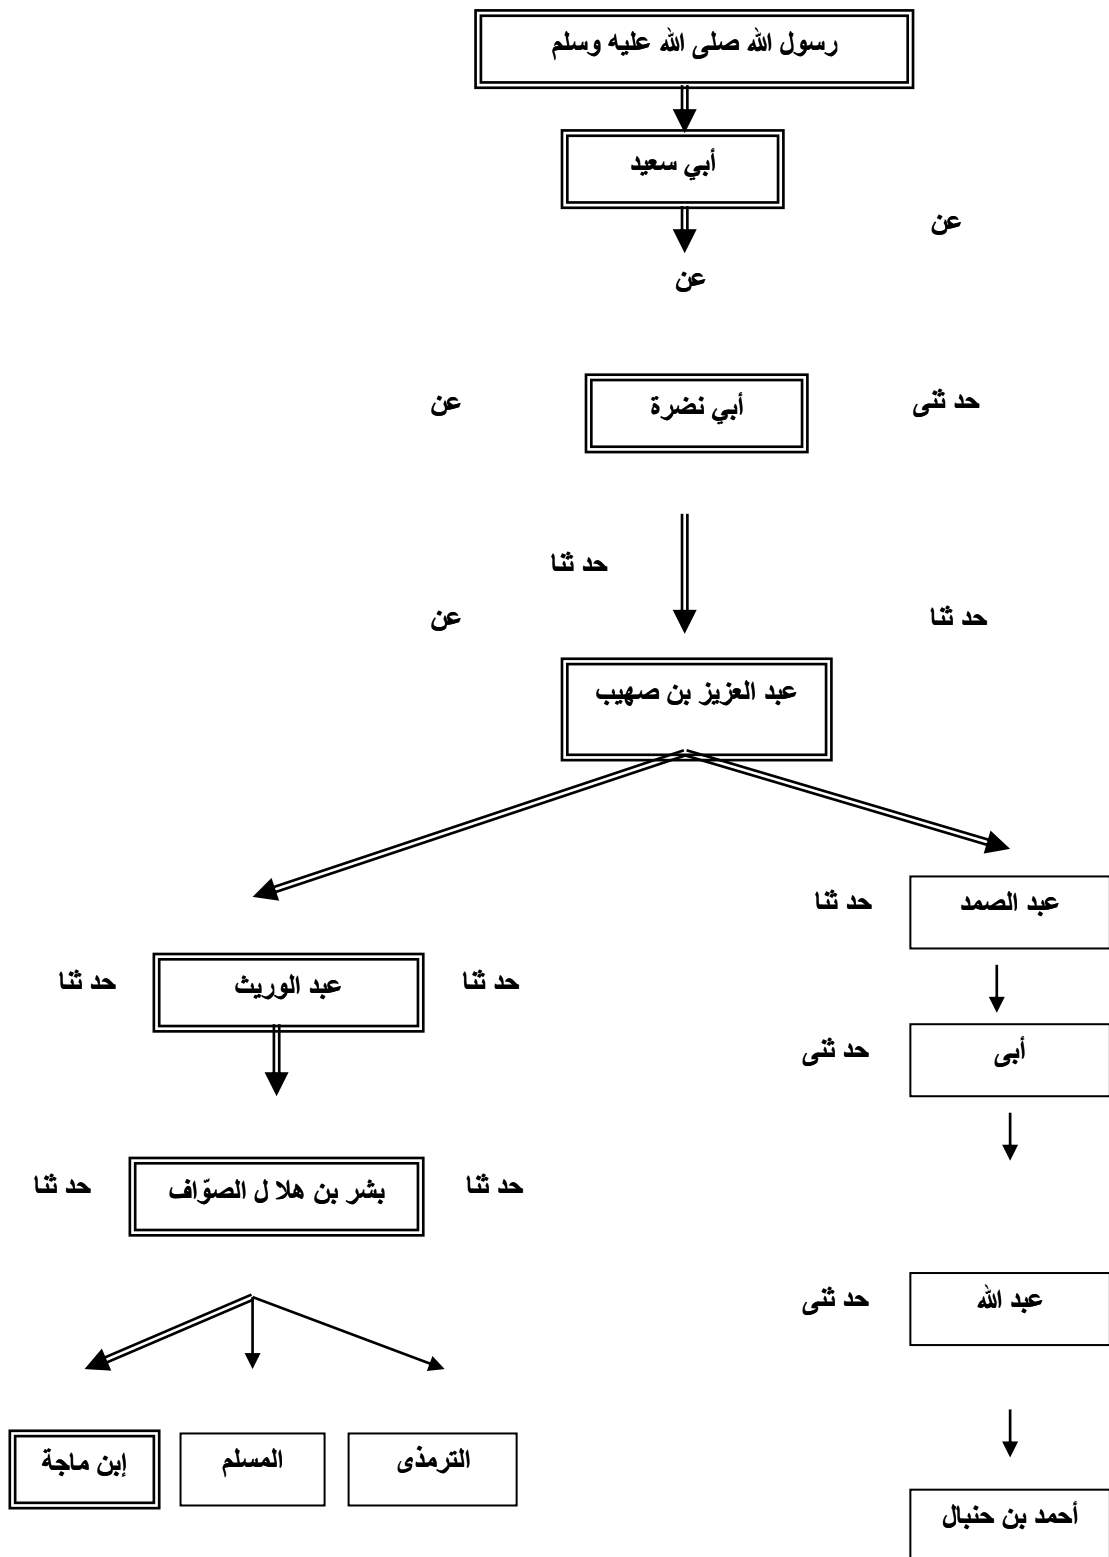 رسول الله صلى الله عليه وسلم
أبي سعيد
عن
عن
حد ثنى
أبي نضرة
عن
حد ثنا
حد ثنا
عن
عبد العزيز بن صهيب
عبد الصمد
حد ثنا
حد ثنا
عبد الوريث
حد ثنا
أبى
حد ثنى
حد ثنا
بشر بن هلا ل الصوّاف
حد ثنا
عبد الله
حد ثنى
الترمذى
المسلم
إبن ماجة
أحمد بن حنبال